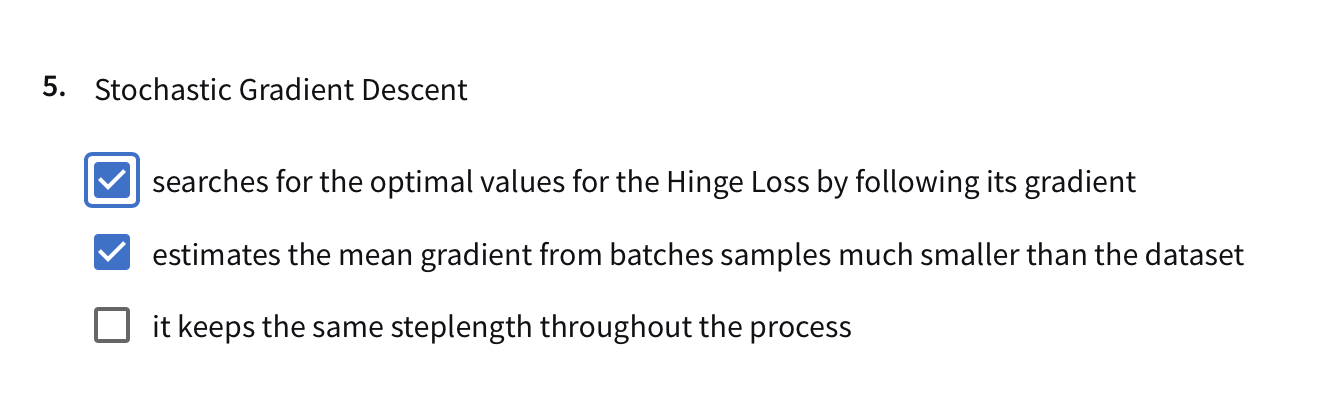 5. Stochastic Gradient Descent
searches for the optimal values for the Hinge Loss by following its gradient
estimates the mean gradient from batches samples much smaller than the dataset
it keeps the same steplength throughout the process